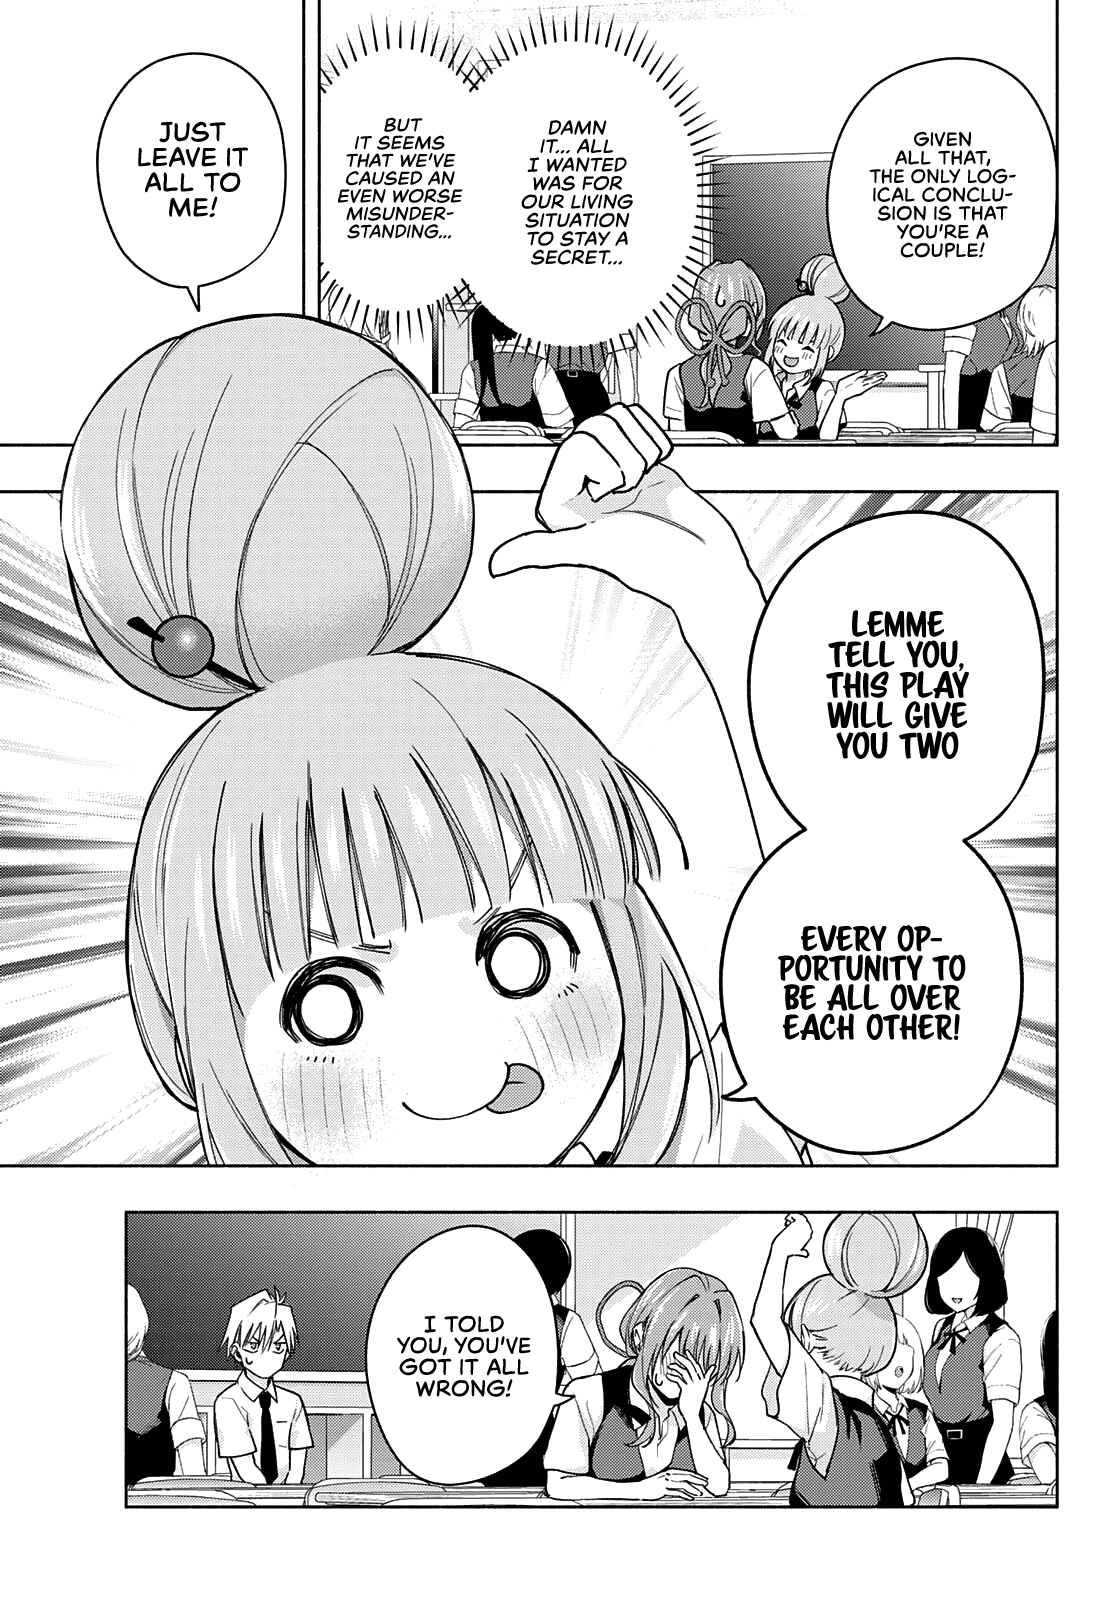 GIVEN
ALL THAT,
THE ONLY LOG-
ICAL CONCLU-
SION IS THAT
YOU'RE A
COUPLE!
DAMN
IT... ALL
I WANTED
WAS FOR
OUR LIVING
SITUATION
TO STAY A
SECRET...
BUT
IT SEEMS
THAT WE'VE
CAUSED AN
EVEN WORSE
MISUNDER-
STANDING...
JUST
LEAVE IT
ALL TO
ME!
LEMME
TELL YOU,
THIS PLAY
WILL GIVE
YOU TWO
EVERY OP-
PORTUNITY TO
BE ALL OVER
EACH OTHER!
I TOLD
YOU, YOU'VE
GOT IT ALL
WRONG!